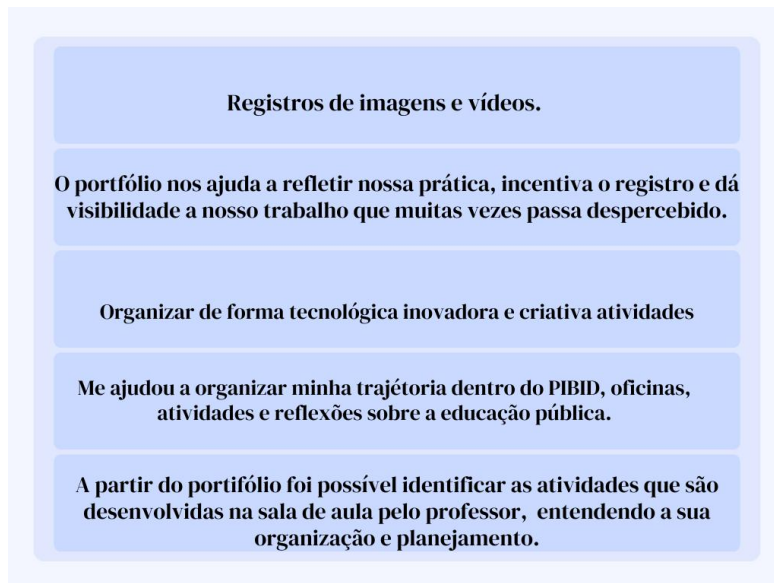 Registros de imagens e vídeos.
O portfólio nos ajuda a refletir nossa prática, incentiva o registro e dá
visibilidade a nosso trabalho que muitas vezes passa despercebido.
Organizar de forma tecnológica inovadora e criativa atividades
Me ajudou a organizar minha trajétoria dentro do PIBID, oficinas,
atividades e reflexões sobre a educação pública.
A partir do portifólio foi possível identificar as atividades que são
desenvolvidas na sala de aula pelo professor, entendendo a sua
organização e planejamento.